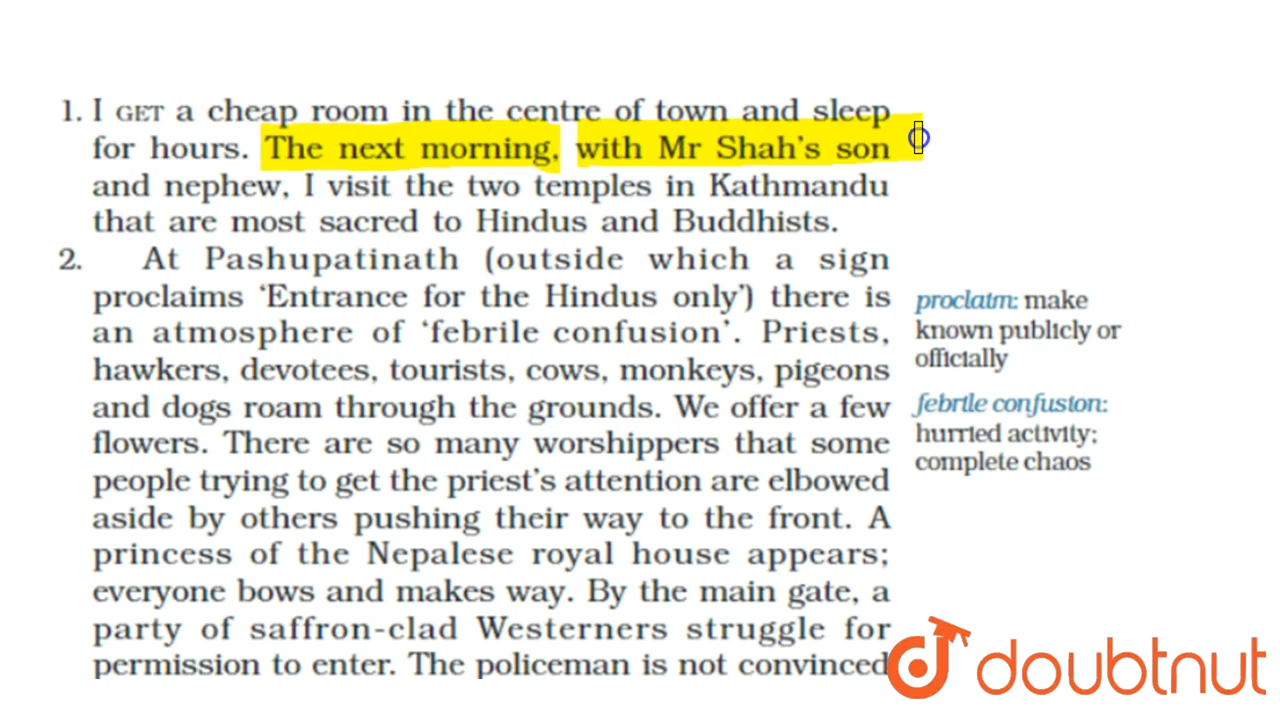 1. I GET a cheap room in the centre of town and sleep
for hours. The next morning, with Mr Shah's son
and nephew, I visit the two temples in Kathmandu
that are most sacred to Hindus and Buddhists.
2. At Pashupatinath (outside which a sign
proclaims 'Entrance for the Hindus only') there is
an atmosphere of 'febrile confusion'. Priests,
hawkers, devotees, tourists, cows, monkeys, pigeons
and dogs roam through the grounds. We offer a few
flowers. There are so many worshippers that some
people trying to get the priest's attention are elbowed
aside by others pushing their way to the front. A
princess of the Nepalese royal house appears;
everyone bows and makes way. By the main gate, a
party of saffron-clad Westerners struggle for
permission to enter. The policeman is not convinced
proclaim: make
known publicly or
officially
febrile confusion:
hurried activity;
complete chaos
doubtnut